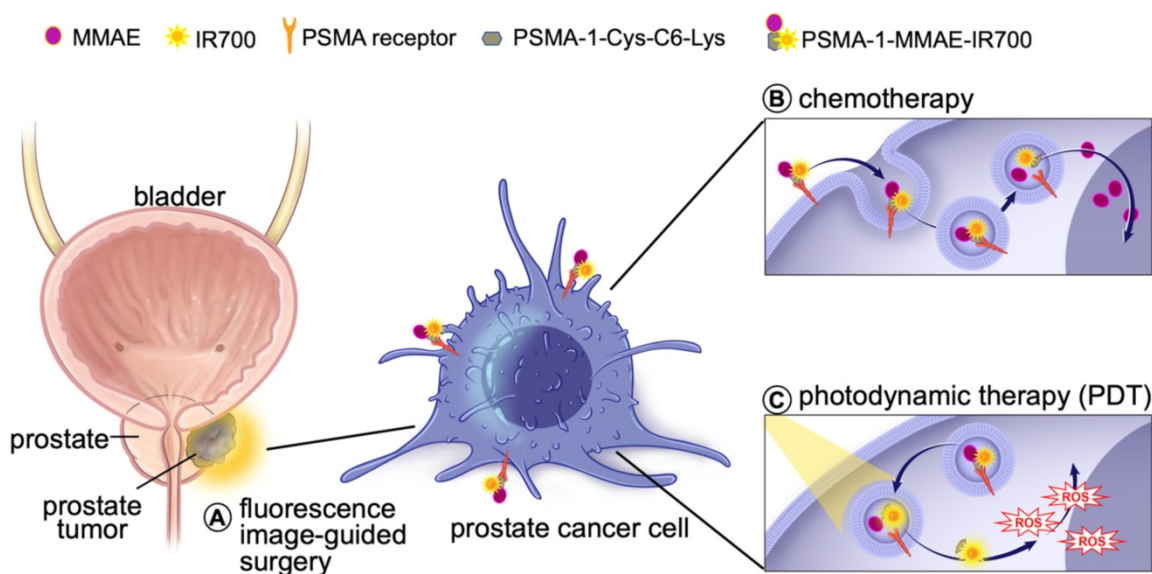 MMAE IR700 PSMA receptor PSMA-1-Cys-C6-Lys PSMA-1-MMAE-IR700
B chemotherapy
bladder
prostate
prostate
tumor
A fluorescence
image-guided
surgery
prostate cancer cell
C photodynamic therapy (PDT)
ROS
ROS
ROS